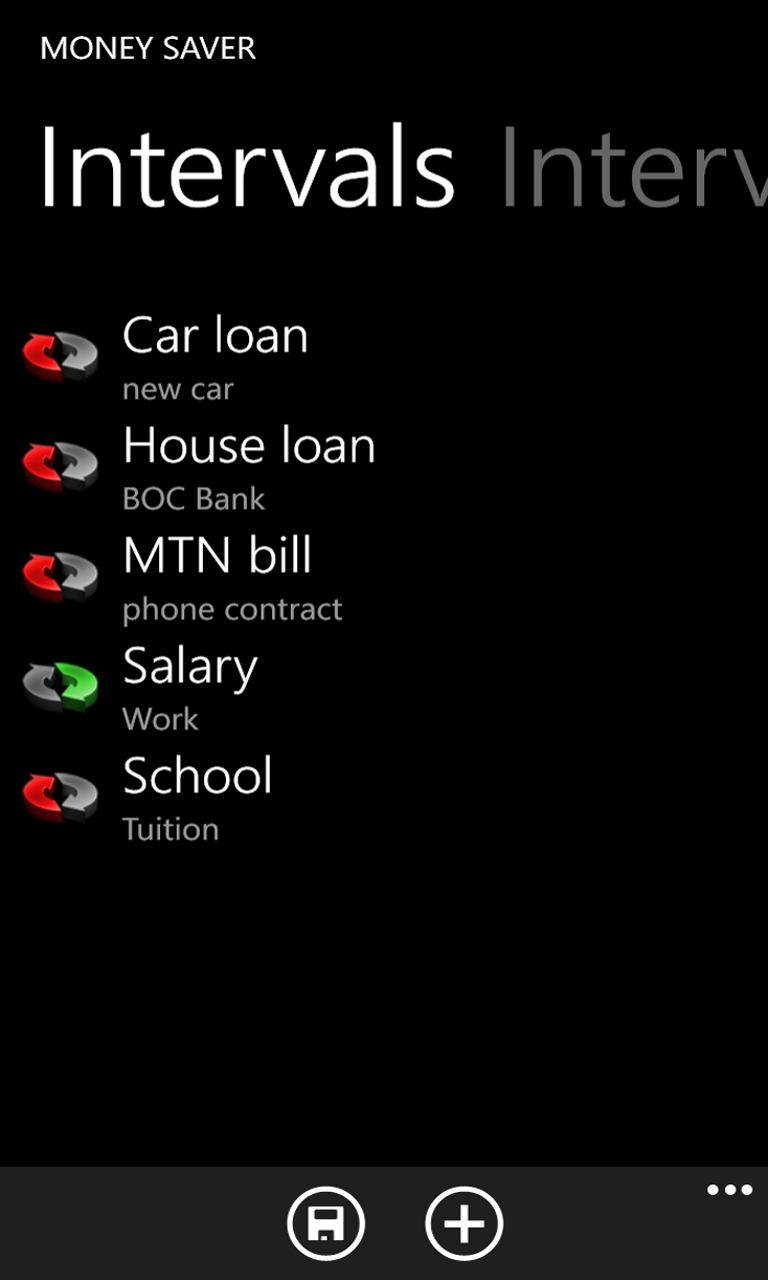 MONEY SAVER
Intervals Interv
Car loan
new car
House loan
BOC Bank
MTN bill
phone contract
Salary
Work
School
Tuition